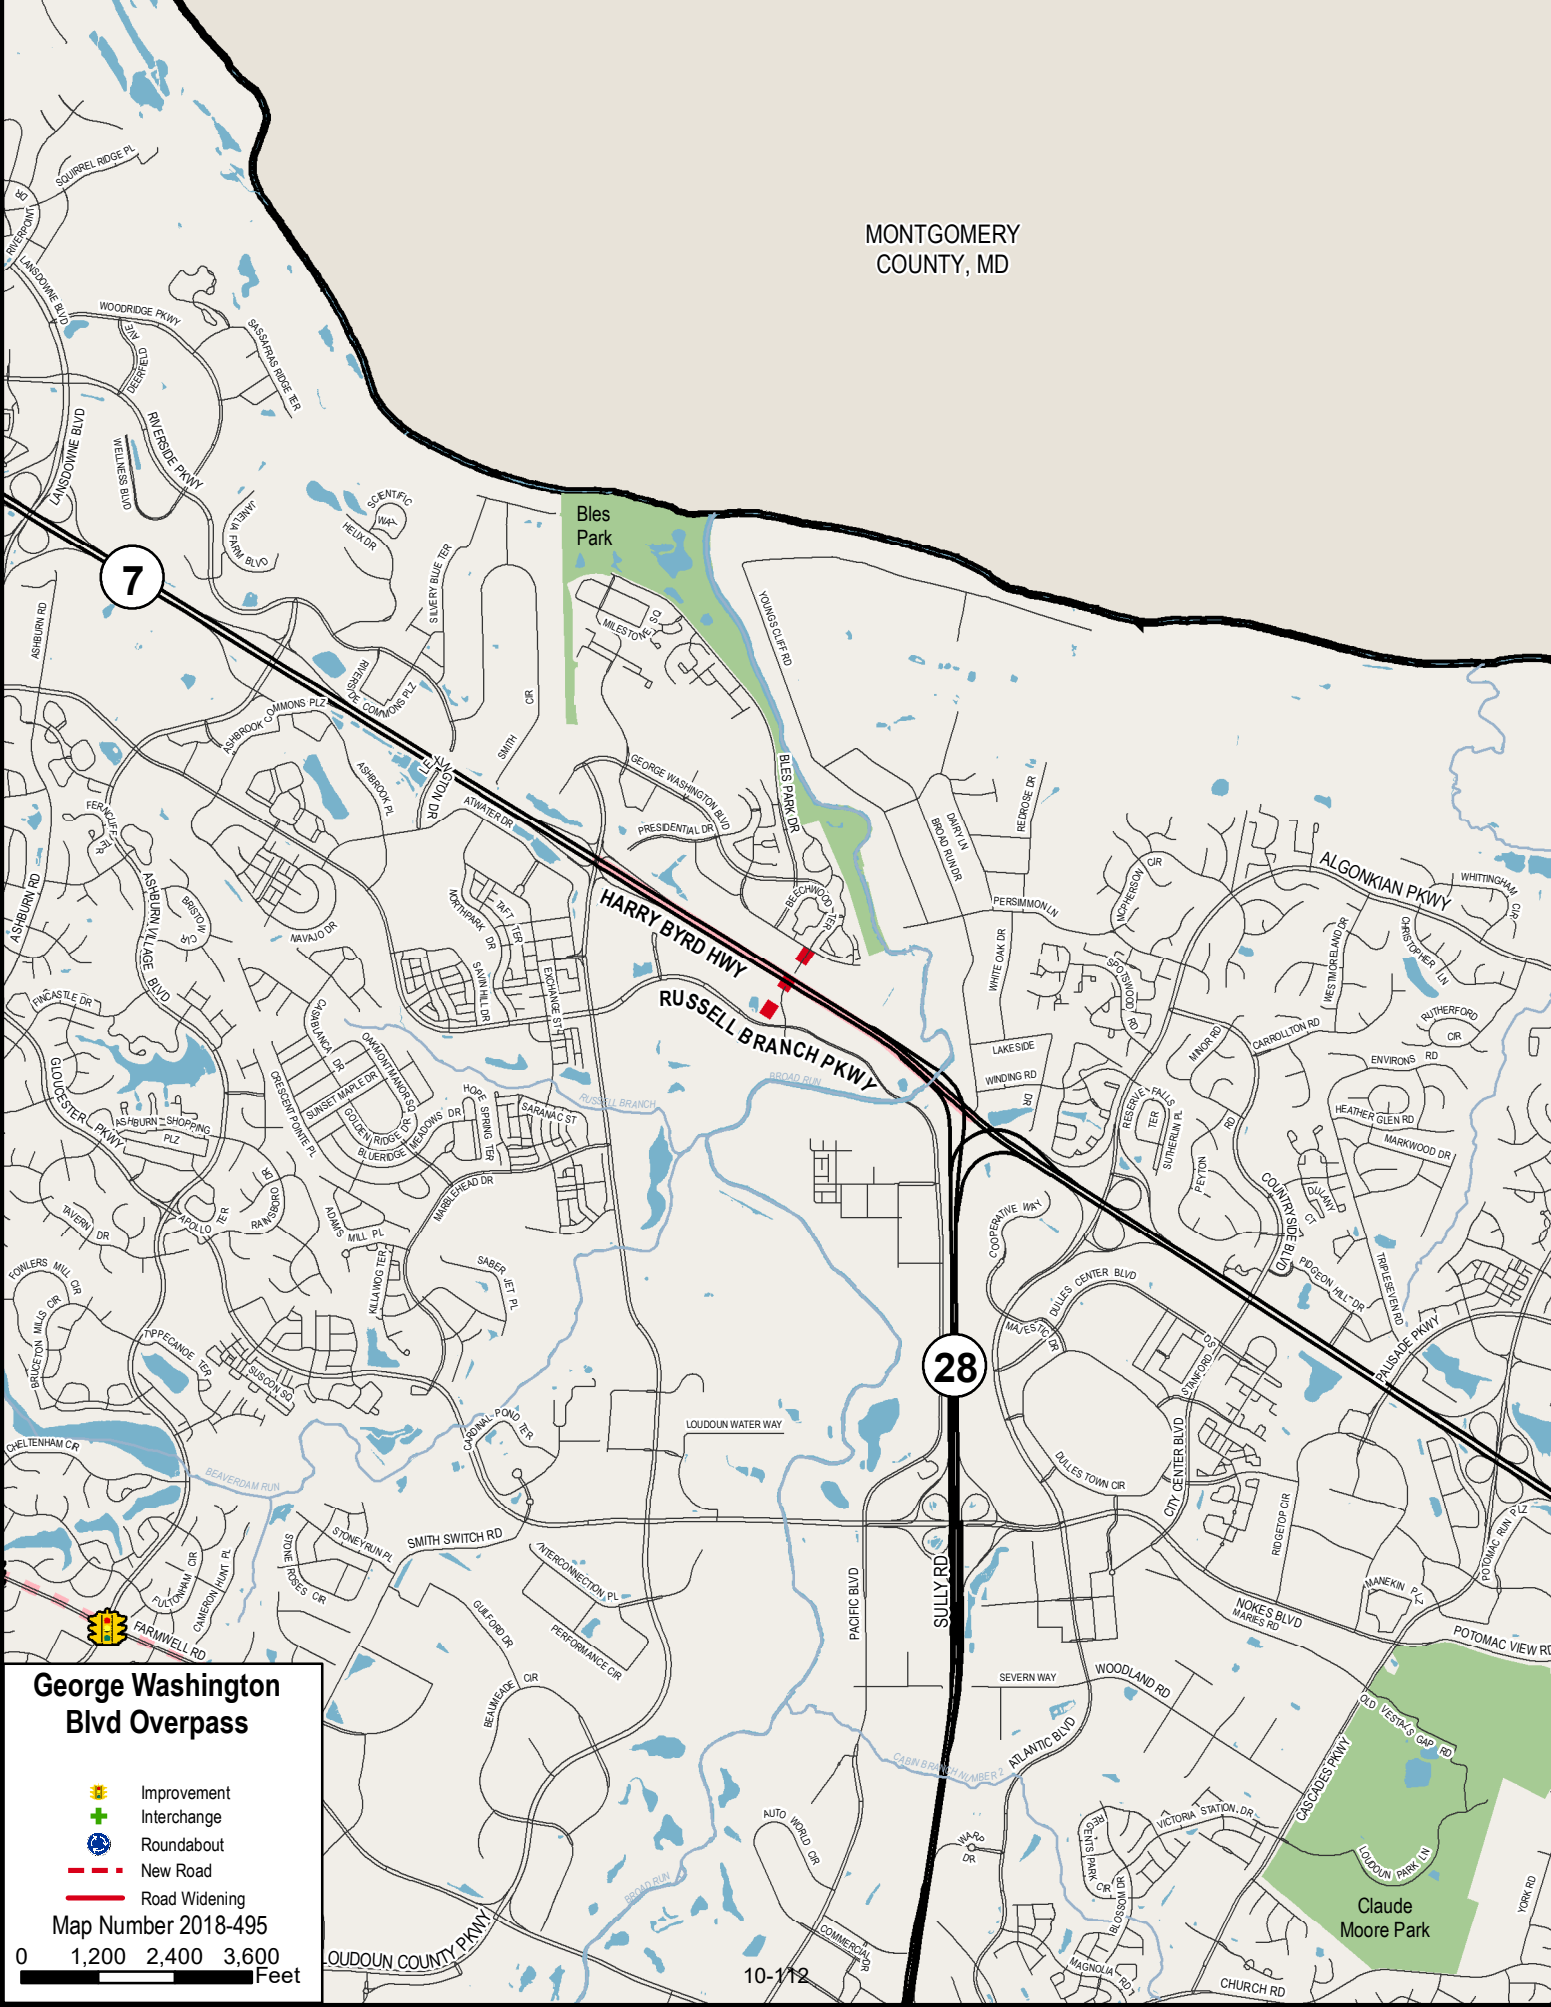 MONTGOMERY
COUNTY, MD
SQUIRREL RIDGE PL
RIVERPOINT
DR
LANSDOWNE BLVD
WOODRIDGE PKWY
DEERFIELD
AVE
SASSAFRAS RIDGE TER
LANSDOWNE BLVD
RIVERSIDE PKWY
WELLNESS BLVD
JANELIA FARM BLVD
SCIENTIFIC
WAY
HELIX DR
SILVERY BLUE TER
Bles
Park
7
ASHBURN RD
MILESTONE SQ
YOUNGS CLIFF RD
RIVERSIDE COMMONS PLZ
ASHBROOK COMMONS PLZ
CIR
SMITH
LEXINGTON DR
ASHBROOK PL
ATWATER DR
GEORGE WASHINGTON BLVD
PRESIDENTIAL DR
BLES PARK DR
DAIRY LN
BROAD RUN DR
REDROSE DR
FERNCLIFF TER
ASHBURN RD
ASHBURN VILLAGE BLVD
BRISTOW
CIR
NAVAJO DR
NORTHPARK DR
TAFT TER
HARRY BYRD HWY
BEECHWOOD TER
PERSIMMON LN
MCPHERSON
CIR
ALGONKIAN PKWY
WHITTINGHAM
CIR
CHRISTOPHER LN
WESTMORELAND DR
WHITE OAK DR
SPOTSWOOD
RD
SAVIN HILL DR
EXCHANGE ST
RUSSELL BRANCH PKWY
FINCASTLE DR
CASABLANCA DR
OAKMONT MANOR SQ
RUTHERFORD
CIR
CARROLLTON RD
MINOR RD
RD
ENVIRONS RD
LAKESIDE
DR
WINDING RD
GLOUCESTER PKWY
CRESCENT POINTE PL
SUNSET MAPLE DR
GOLDEN RIDGE DR
BLUERIDGE MEADOWS DR
HOPE SPRING TER
SARANAC ST
RUSSELL BRANCH
BROAD RUN
RESERVE FALLS
TER
SUTHERLIN PL
HEATHER GLEN RD
MARKWOOD DR
ASHBURN SHOPPING
PLZ
PEYTON
COUNTRYSIDE BLVD
DULANY
CT
TAVERN DR
APOLLO TER
RAINSBORO
DR
ADAMS MILL PL
MARBLEHEAD DR
COOPERATIVE WAY
KILLAWOG TER
SABER JET PL
PIDGEON HILL DR
TRIPLESEVEN RD
FOWLERS MILL CIR
BRUCETON MILLS CIR
TIPPECANOE TER
SUSCON SQ
DULLES CENTER BLVD
MAJESTIC DR
PALISADE PKWY
28
STANFORD SQ
CHELTENHAM CIR
BEAVERDAM RUN
CARDINAL POND TER
LOUDOUN WATER WAY
DULLES TOWN CIR
CITY CENTER BLVD
RIDGETOP CIR
POTOMAC RUN PLZ
STONE ROSES CIR
STONEYRUN PL
SMITH SWITCH RD
INTERCONNECTION PL
PACIFIC BLVD
SULLY RD
FULTONHAM CIR
CAMERON HUNT PL
FARMWELL RD
GUILFORD DR
PERFORMANCE CIR
BEAUMEADE CIR
MANEKIN PLZ
NOKES BLVD
MARIES RD
POTOMAC VIEW RD
SEVERN WAY
WOODLAND RD
OLD VESTALS GAP RD
ATLANTIC BLVD
CASCADES PKWY
CABIN BRANCH NUMBER 2
AUTO WORLD CIR
WARP
DR
REGENTS PARK
CIR
VICTORIA STATION DR
BLOSSOM DR
LOUDOUN PARK LN
Claude
Moore Park
YORK RD
BROAD RUN
COMMERCIAL DR
MAGNOLIA RD
CHURCH RD
LOUDOUN COUNTY PKWY
10-112
George Washington
Blvd Overpass
Improvement
Interchange
Roundabout
New Road
Road Widening
Map Number 2018-495
0 1,200 2,400 3,600
Feet